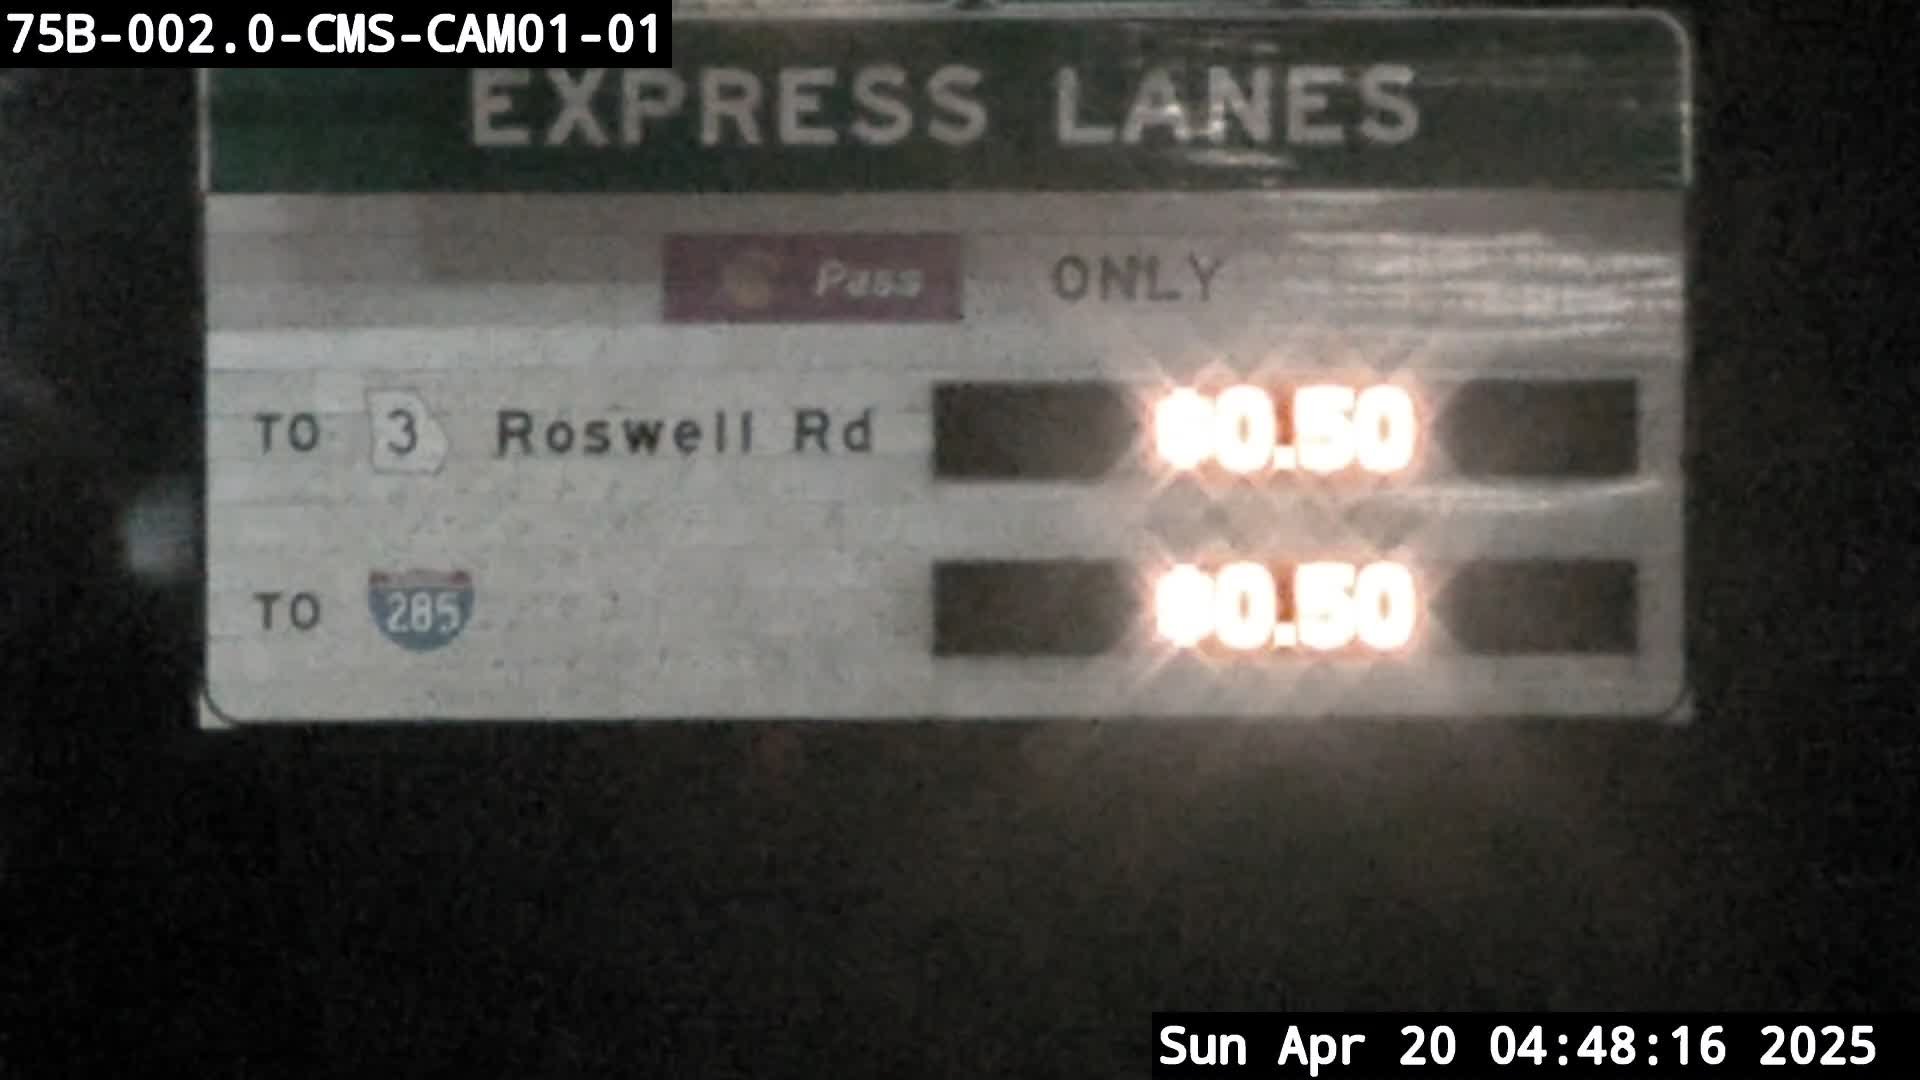 75B-002.0-CMS-CAM01-01
EXPRESS LANES
Pass ONLY
TO 3 Roswell Rd $0.50
TO 285 $0.50
Sun Apr 20 04:48:16 2025